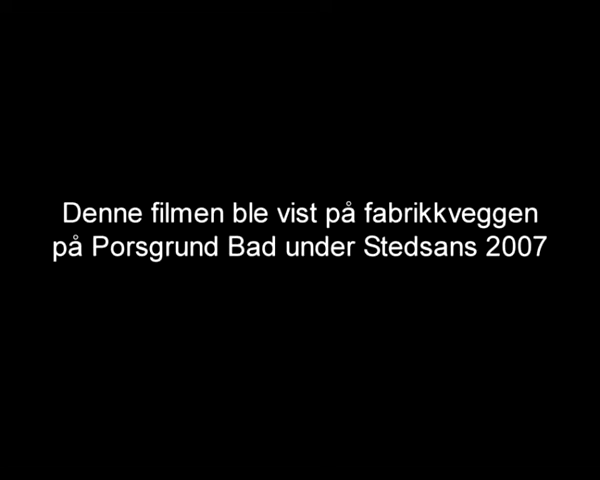 Denne filmen ble vist på fabrikkveggen
på Porsgrund Bad under Stedsans 2007